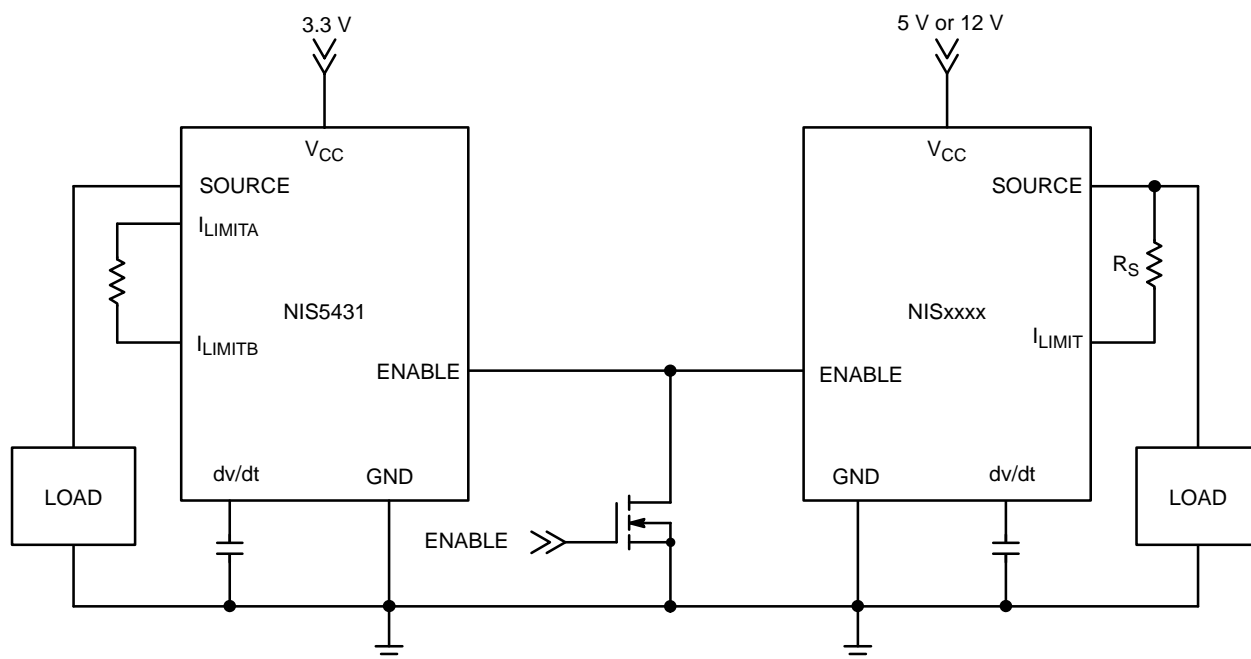 3.3 V
5 V or 12 V
VCC
VCC
SOURCE
SOURCE
ILIMITA
RS
NIS5431
NISxxxx
ILIMITB
ILIMIT
ENABLE
ENABLE
dv/dt
GND
GND
dv/dt
LOAD
LOAD
ENABLE